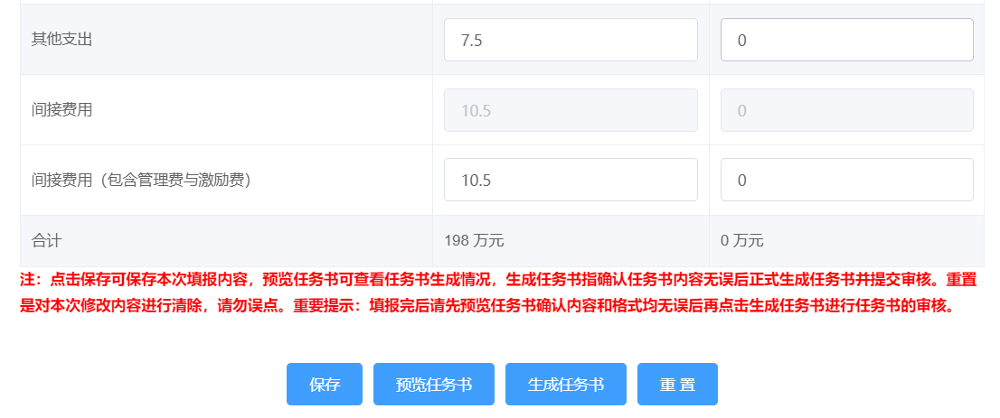 其他支出 7.5 0
间接费用 10.5 0
间接费用（包含管理费与激励费） 10.5 0
合计 198 万元 0 万元
注：点击保存可保存本次填报内容，预览任务书可查看任务书生成情况，生成任务书指确认任务书内容无误后正式生成任务书并提交审核。重置
是对本次修改内容进行清除，请勿误点。重要提示：填报完后请先预览任务书确认内容和格式均无误后再点击生成任务书进行任务书的审核。
保存 预览任务书 生成任务书 重 置